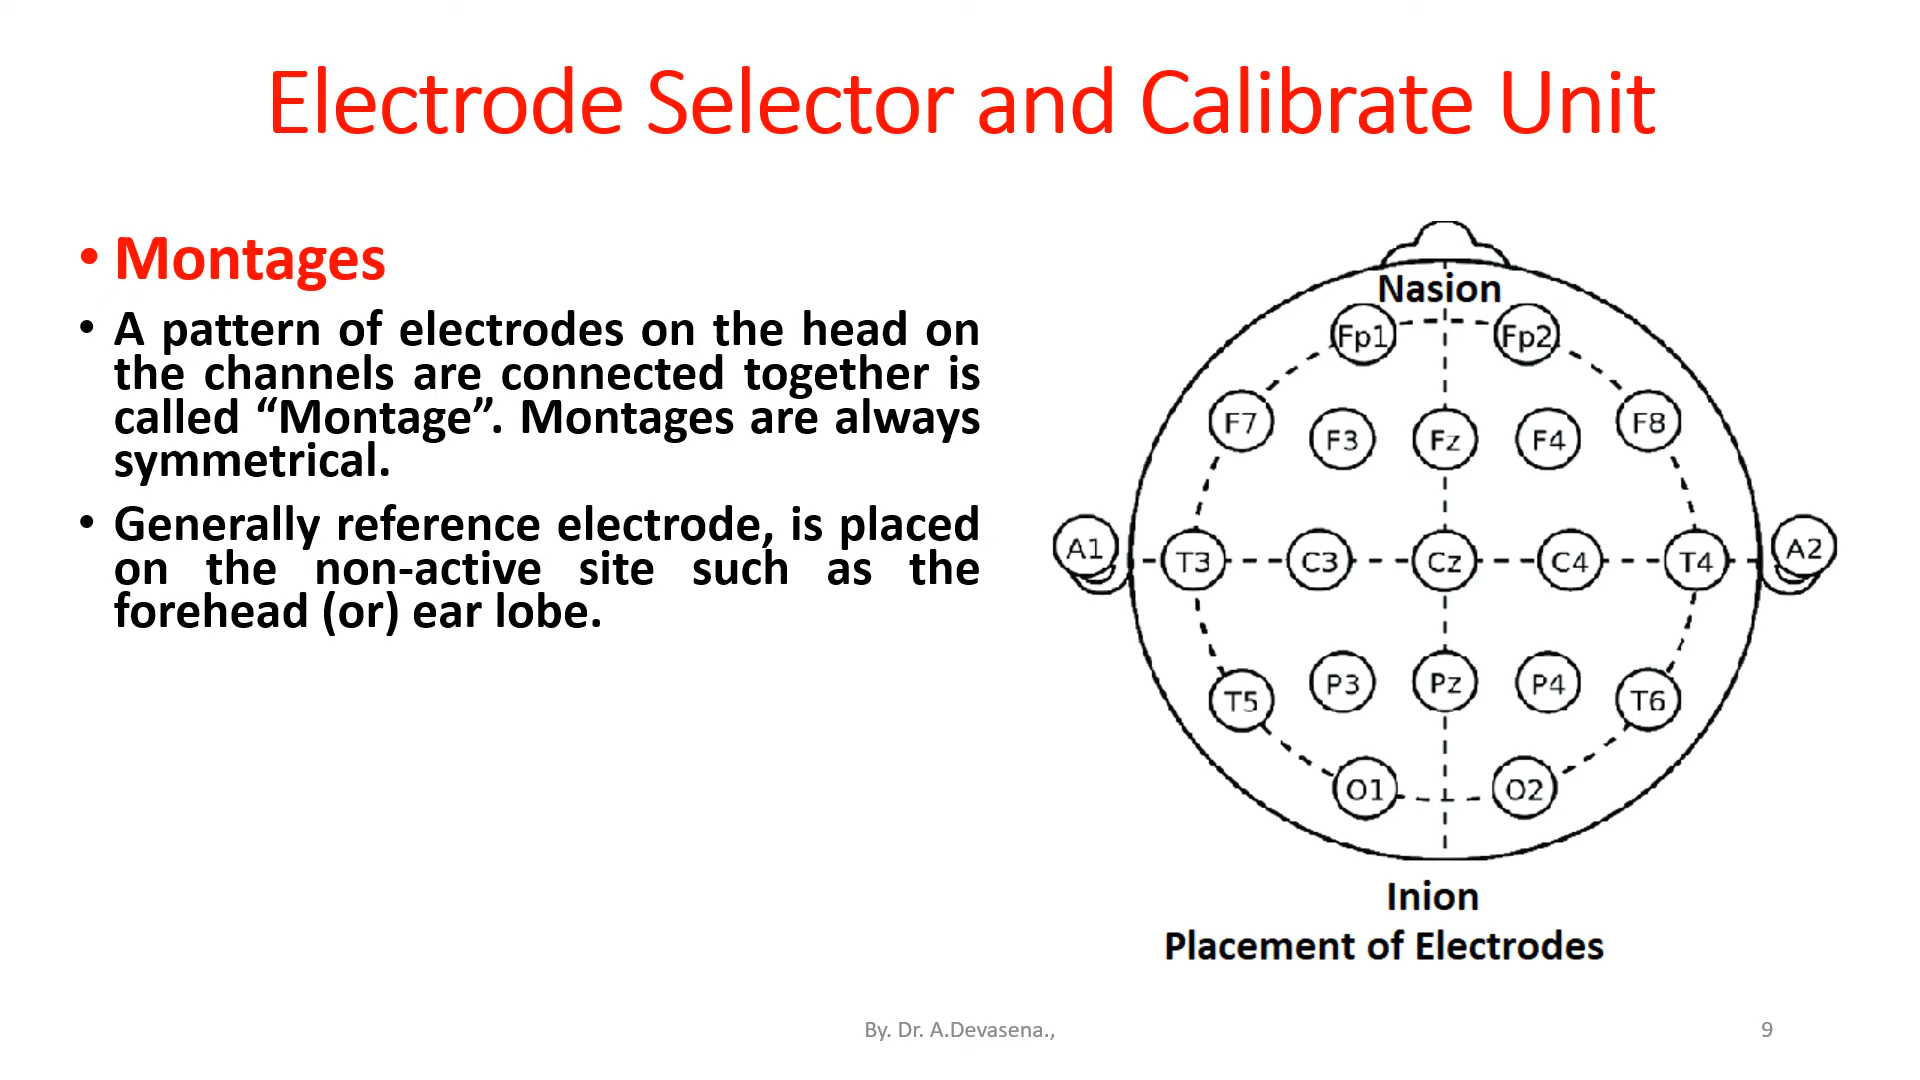 Electrode Selector and Calibrate Unit
• Montages
• A pattern of electrodes on the head on
the channels are connected together is
called “Montage”. Montages are always
symmetrical.
• Generally reference electrode, is placed
on the non-active site such as the
forehead (or) ear lobe.
Nasion
Fp1 Fp2
F7 F3 Fz F4 F8
A1 T3 C3 Cz C4 T4 A2
T5 P3 Pz P4 T6
O1 O2
Inion
Placement of Electrodes
By. Dr. A.Devasena.,
9